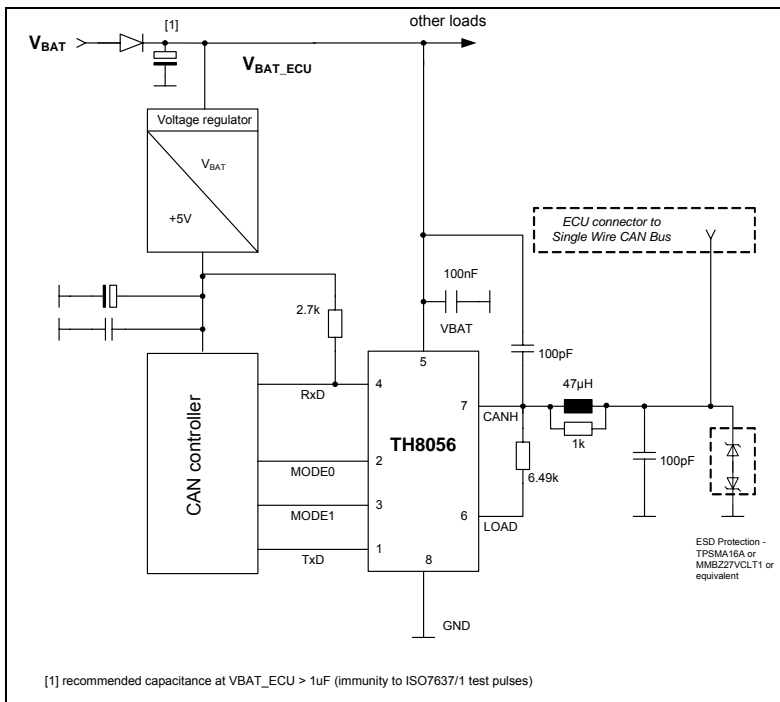 [1]
other loads
VBAT
VBAT_ECU
Voltage regulator
VBAT
+5V
ECU connector to
Single Wire CAN Bus
100nF
2.7k
VBAT
100pF
5
47µH
4
RxD
7
CANH
1k
CAN controller
TH8056
100pF
6.49k
2
MODE0
3
MODE1
6
LOAD
1
TxD
8
ESD Protection -
TPSMA16A or
MMBZ27VCLT1 or
equivalent
GND
[1] recommended capacitance at VBAT_ECU > 1uF (immunity to ISO7637/1 test pulses)